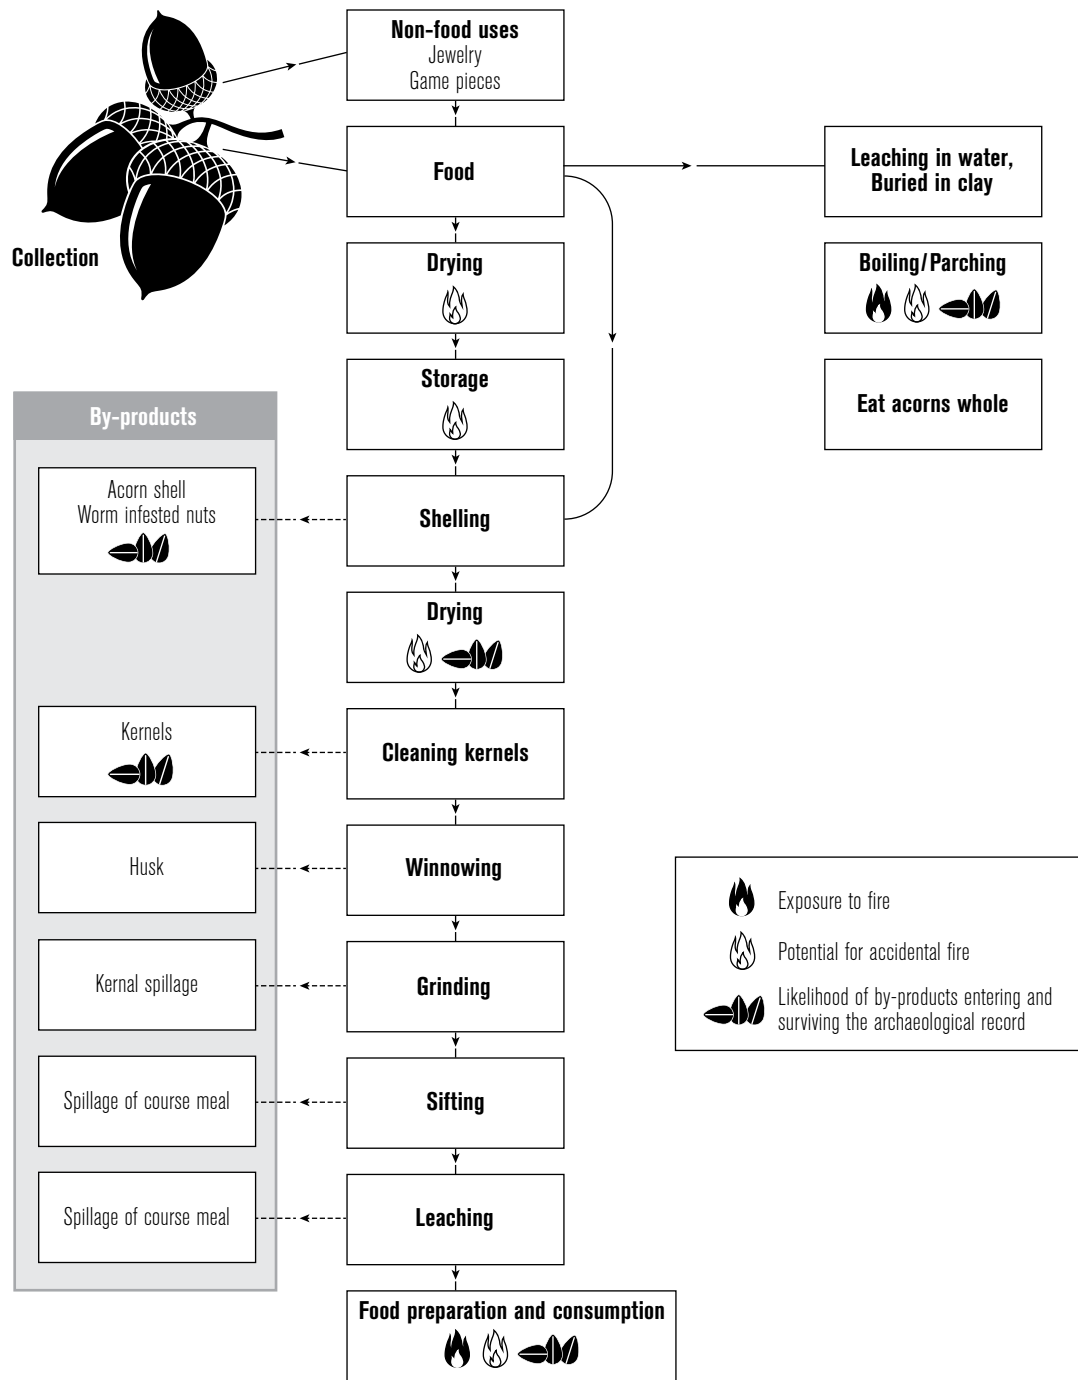 Non-food uses
Jewelry
Game pieces
Collection
Food
Leaching in water,
Buried in clay
Drying
Boiling/Parching
Storage
Eat acorns whole
By-products
Acorn shell
Worm infested nuts
Shelling
Drying
Kernels
Cleaning kernels
Husk
Winnowing
Kernal spillage
Grinding
Spillage of course meal
Sifting
Spillage of course meal
Leaching
Food preparation and consumption
Exposure to fire
Potential for accidental fire
Likelihood of by-products entering and
surviving the archaeological record